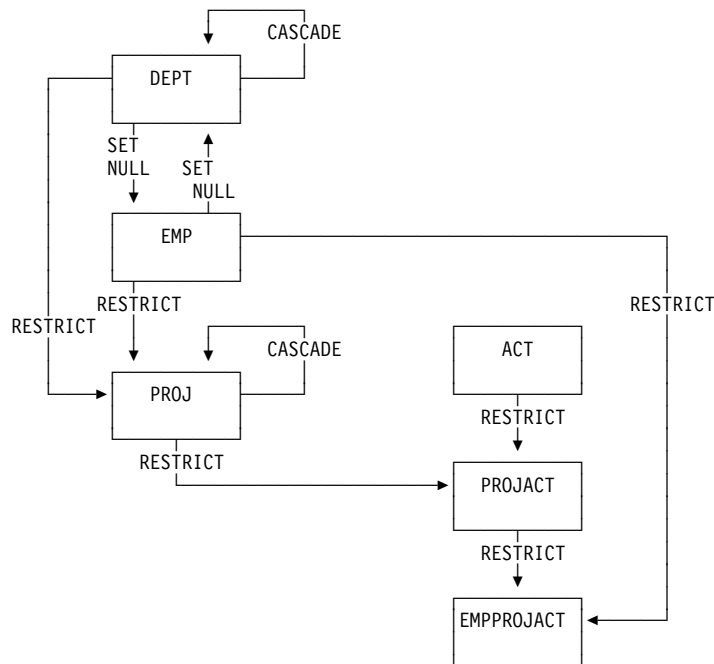 CASCADE
DEPT
SET
NULL
SET
NULL
EMP
RESTRICT
RESTRICT
RESTRICT
CASCADE
ACT
PROJ
RESTRICT
RESTRICT
PROJACT
RESTRICT
EMPPROJACT